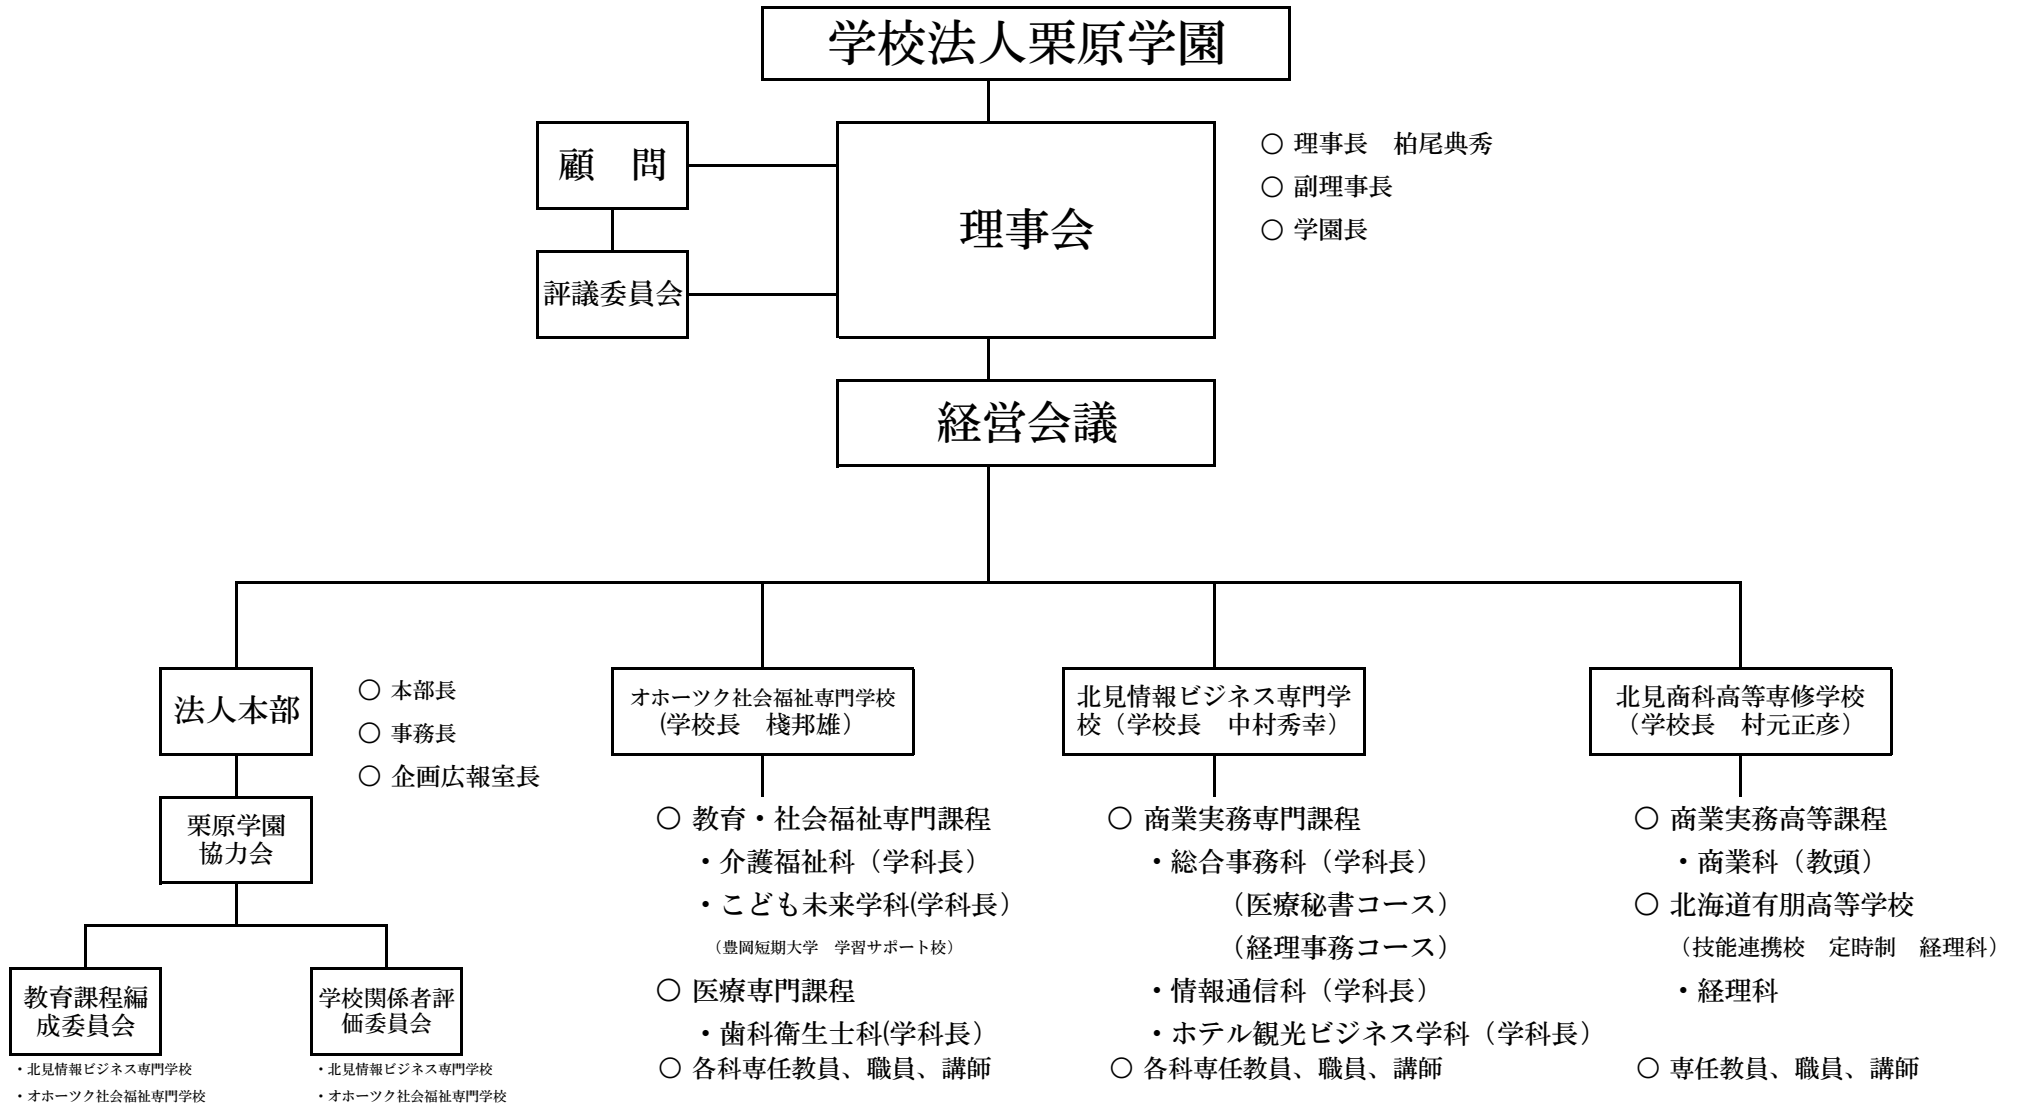 学校法人栗原学園
顧　問
評議委員会
理事会
○ 理事長　柏尾典秀
○ 副理事長
○ 学園長
経営会議
法人本部
○ 本部長
○ 事務長
○ 企画広報室長
栗原学園
協力会
教育課程編
成委員会
・北見情報ビジネス専門学校
・オホーツク社会福祉専門学校
学校関係者評
価委員会
・北見情報ビジネス専門学校
・オホーツク社会福祉専門学校
オホーツク社会福祉専門学校
(学校長　棧邦雄）
○ 教育・社会福祉専門課程
・介護福祉科（学科長）
・こども未来学科(学科長）
（豊岡短期大学　学習サポート校）
○ 医療専門課程
・歯科衛生士科(学科長）
○ 各科専任教員、職員、講師
北見情報ビジネス専門学
校（学校長　中村秀幸）
○ 商業実務専門課程
・総合事務科（学科長）
（医療秘書コース）
（経理事務コース）
・情報通信科（学科長）
・ホテル観光ビジネス学科（学科長）
○ 各科専任教員、職員、講師
北見商科高等専修学校
（学校長　村元正彦）
○ 商業実務高等課程
・商業科（教頭）
○ 北海道有朋高等学校
（技能連携校　定時制　経理科）
・経理科
○ 専任教員、職員、講師